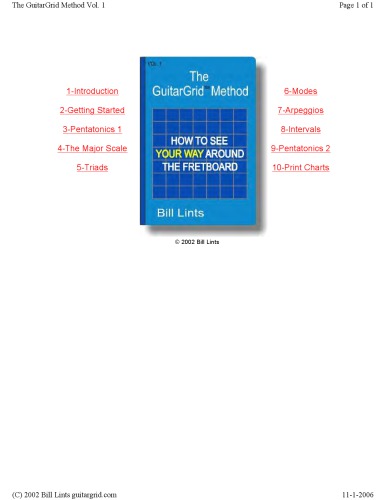 The GuitarGrid Method Vol. 1
Page 1 of 1
1-Introduction
2-Getting Started
3-Pentatonics 1
4-The Major Scale
5-Triads
VOL. 1
The
GuitarGrid™ Method
HOW TO SEE
YOUR WAY AROUND
THE FRETBOARD
Bill Lints
6-Modes
7-Arpeggios
8-Intervals
9-Pentatonics 2
10-Print Charts
© 2002 Bill Lints
(C) 2002 Bill Lints guitargrid.com
11-1-2006